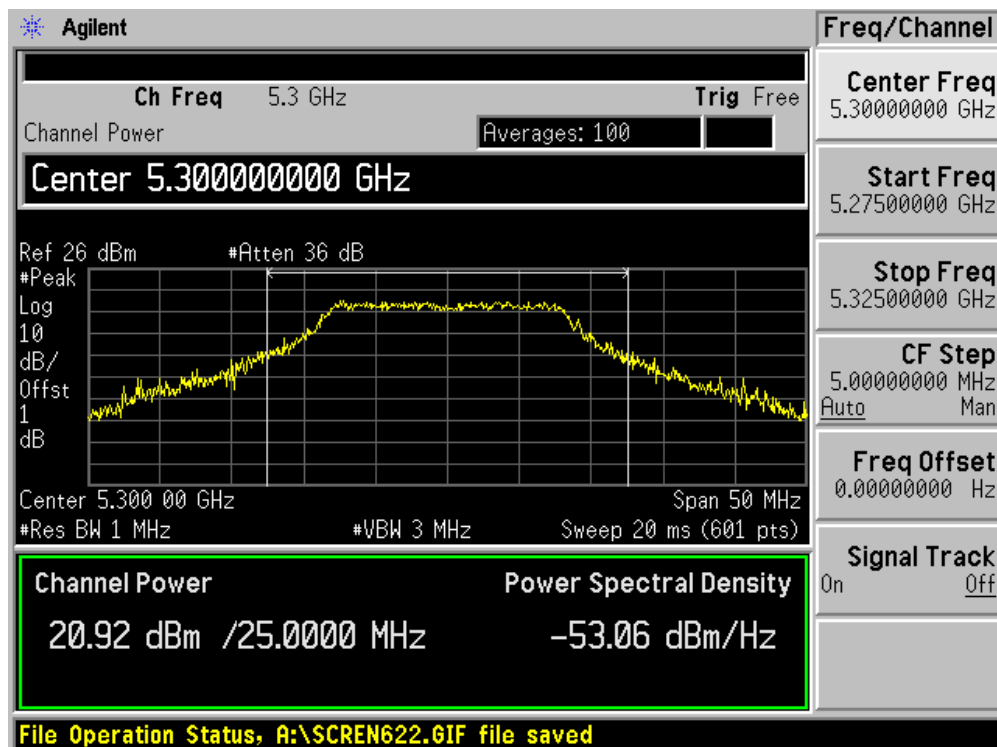 Agilent
Freq/Channel
Ch Freq 5.3 GHz Trig Free
Channel Power Averages: 100
Center 5.300000000 GHz
Ref 26 dBm #Atten 36 dB
#Peak
Log
10
dB/
Offst
1
dB
Center 5.300 00 GHz Span 50 MHz
#Res BW 1 MHz #VBW 3 MHz Sweep 20 ms (601 pts)
Channel Power Power Spectral Density
20.92 dBm /25.0000 MHz -53.06 dBm/Hz
File Operation Status, A:\SCREN622.GIF file saved
Center Freq
5.30000000 GHz
Start Freq
5.27500000 GHz
Stop Freq
5.32500000 GHz
CF Step
5.00000000 MHz
Auto Man
Freq Offset
0.00000000 Hz
Signal Track
On Off